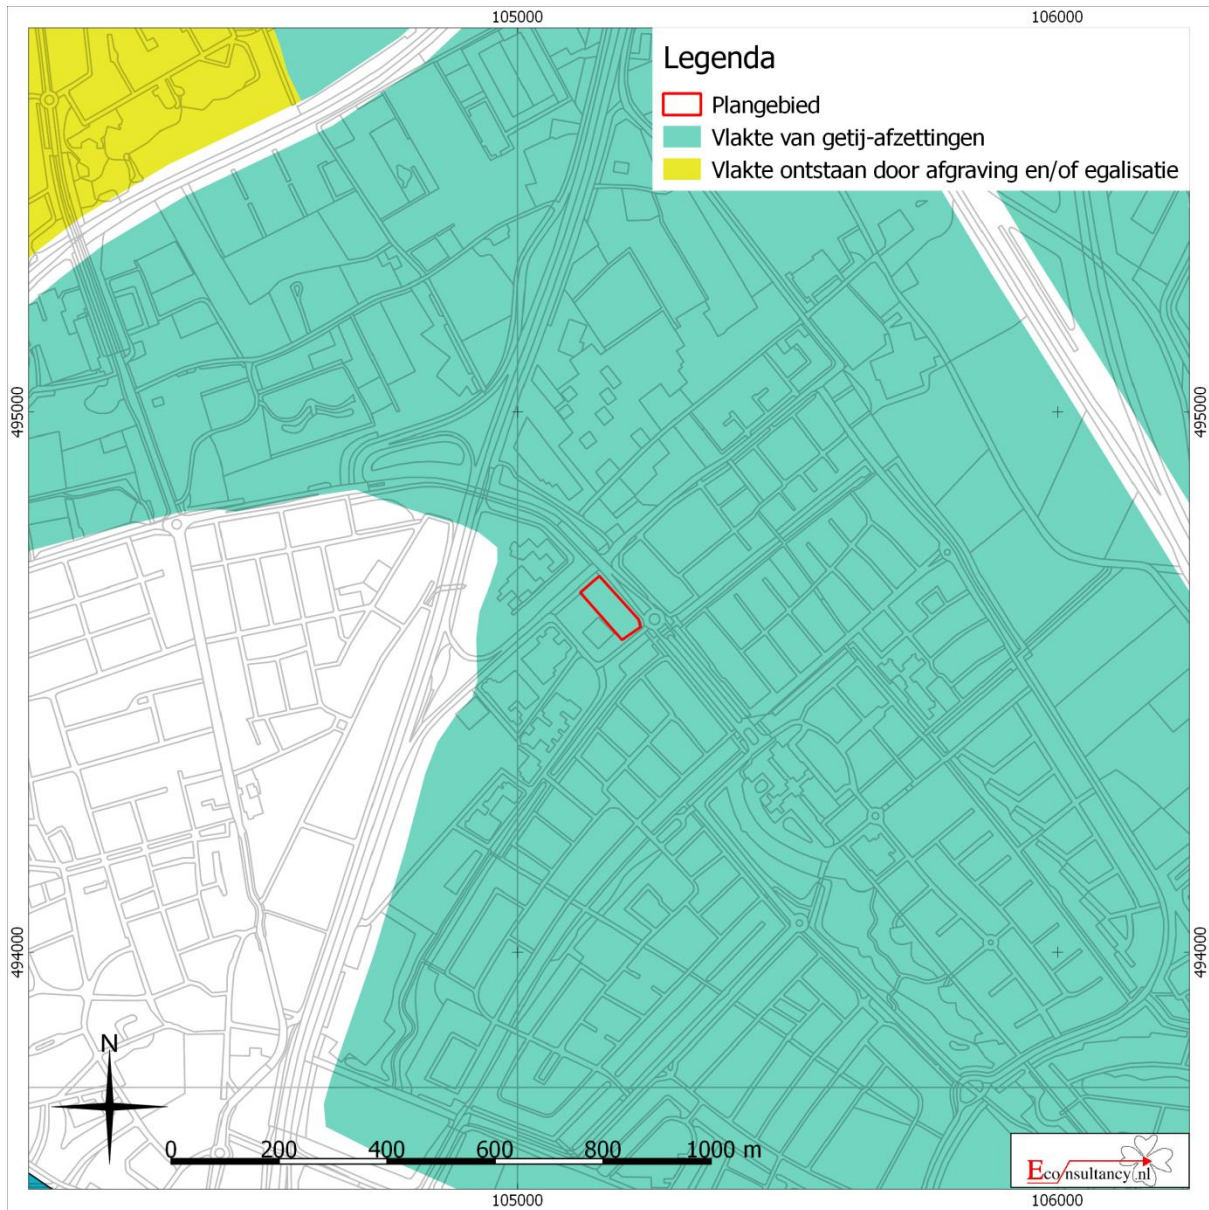 105000
106000
Legenda
Plangebied
Vlakte van getij-afzettingen
Vlakte ontstaan door afgraving en/of egalisatie
495000
495000
494000
494000
N
0 200 400 600 800 1000 m
Econsultancy.nl
105000
106000